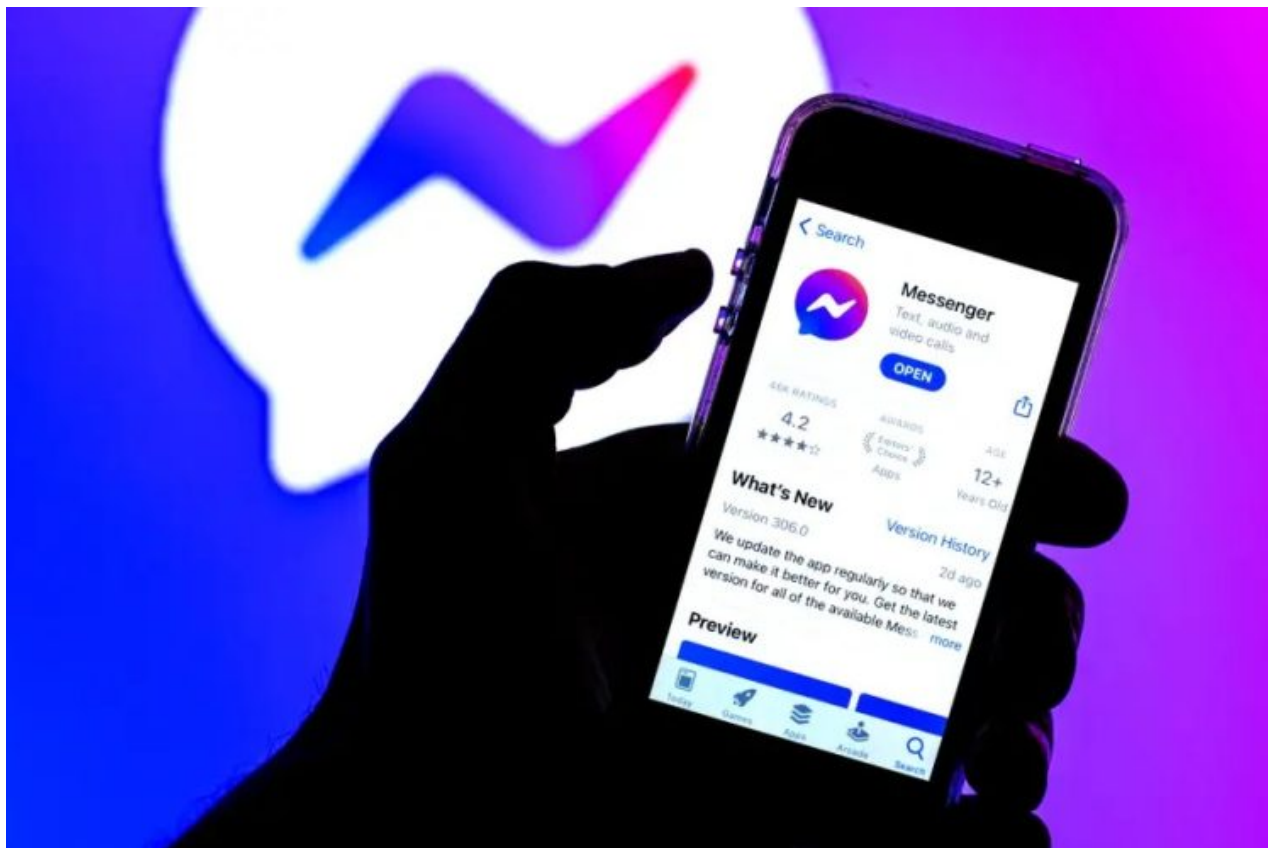 Search
Messenger
Text, audio and
video calls
OPEN
46K RATINGS
AWARDS
AGE
4.2
Editors'
Choice
12+
Apps
Years Old
What's New
Version History
Version 306.0
2d ago
We update the app regularly so that we
can make it better for you. Get the latest
version for all of the available Mess more
Preview
Today
Games
Apps
Arcade
Search